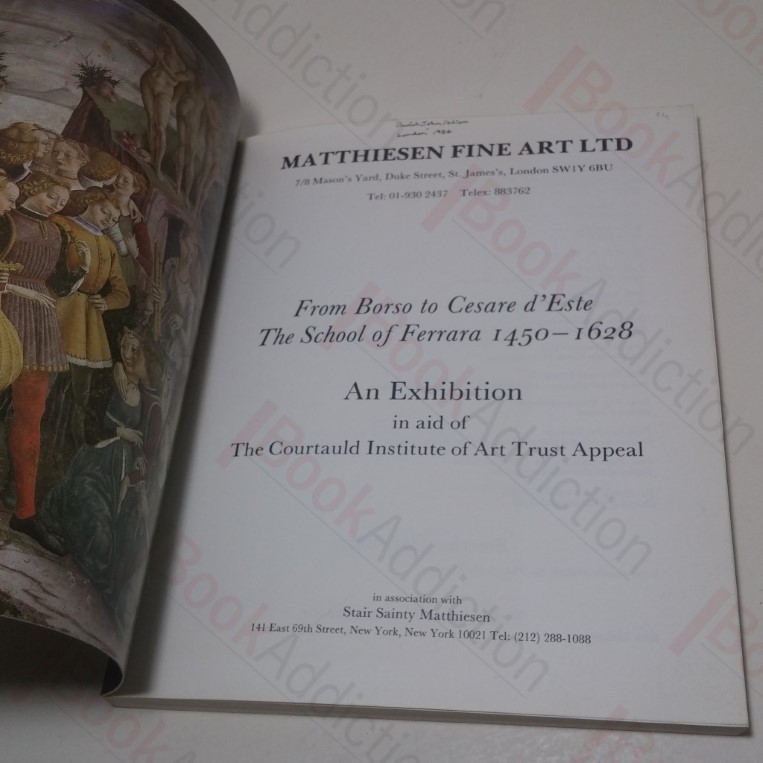 London 1984
MATTHIESEN FINE ART LTD
7/8 Mason's Yard, Duke Street, St. James's, London SW1Y 6BU
Tel: 01-930 2437 Telex: 883762
From Borso to Cesare d'Este
The School of Ferrara 1450–1628
An Exhibition
in aid of
The Courtauld Institute of Art Trust Appeal
in association with
Stair Sainty Matthiesen
141 East 69th Street, New York, New York 10021 Tel: (212) 288-1088
BookAddiction